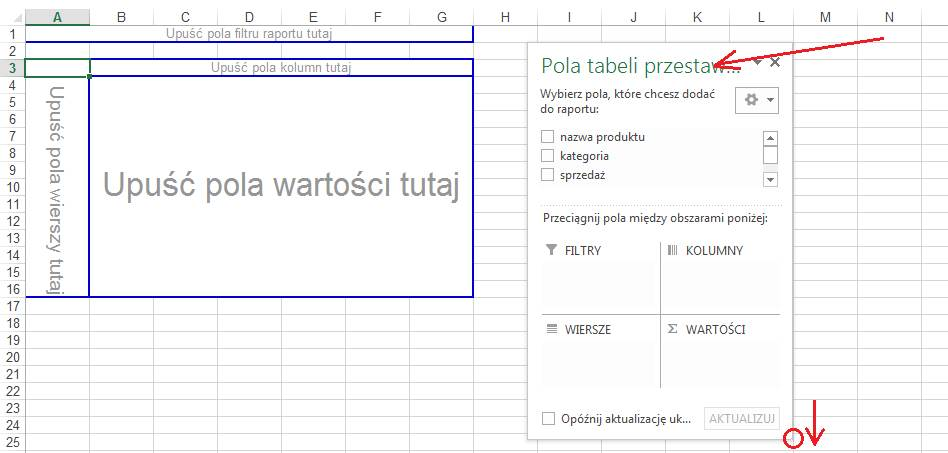 A B C D E F G H I J K L M N
1 Upuść pola filtru raportu tutaj
2
3 Upuść pola kolumn tutaj
4
5
6
7
8
9
10
11
12
13
14
15
16
17
18
19
20
21
22
23
24
25
Upuść pola wierszy tutaj
Upuść pola wartości tutaj
Pola tabeli przestaw...
Wybierz pola, które chcesz dodać
do raportu:
nazwa produktu
kategoria
sprzedaż
Przeciągnij pola między obszarami poniżej:
FILTRY
KOLUMNY
WIERSZE
Σ WARTOŚCI
Opóźnij aktualizację uk...
AKTUALIZUJ